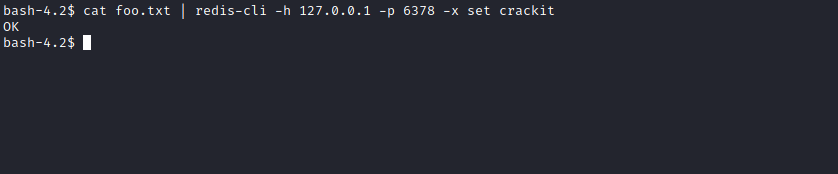 bash-4.2$ cat foo.txt | redis-cli -h 127.0.0.1 -p 6378 -x set crackit
OK
bash-4.2$